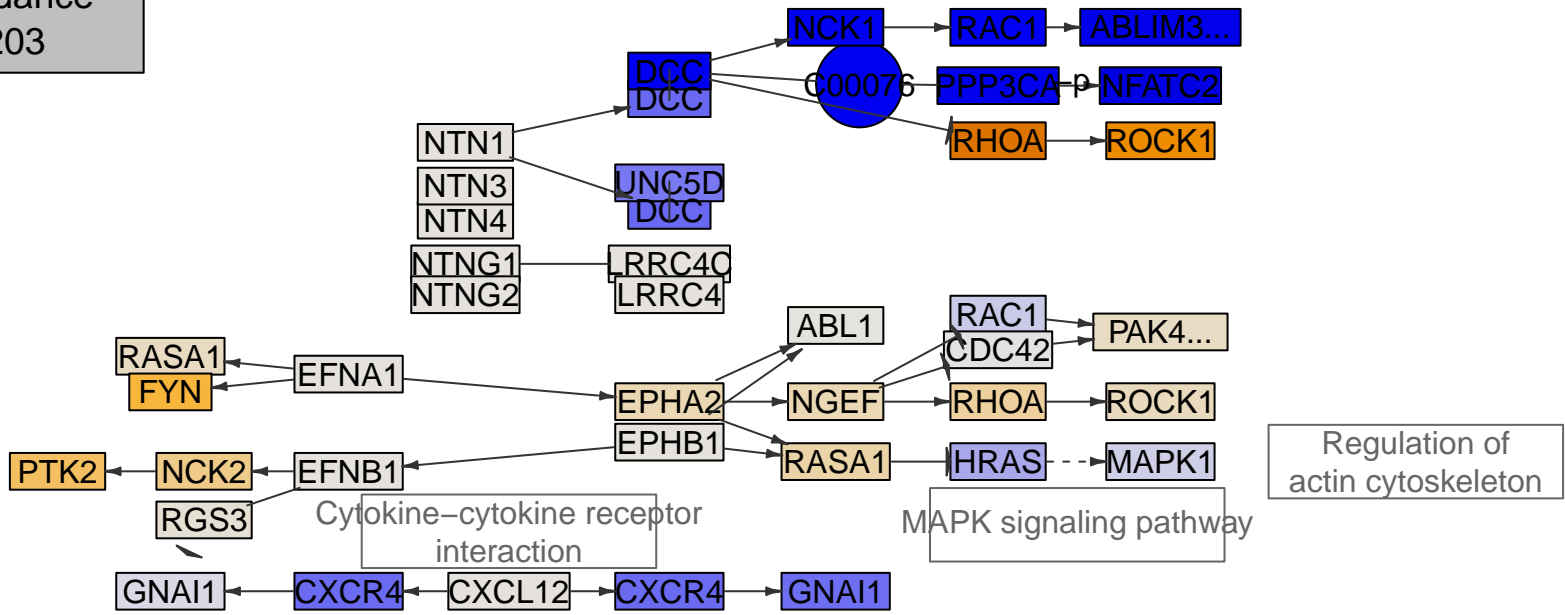 203
NCK1 RAC1 ABLIM3...
DCC
C00076 PPP3CA -p NFATC2
DCC
NTN1 RHOA ROCK1
NTN3 UNC5D
NTN4 DCC
NTNG1 LRRC4C
NTNG2 LRRC4
RAC1
ABL1 PAK4...
RASA1 CDC42
EFNA1
FYN EPHA2 NGEF RHOA ROCK1
EPHB1
PTK2 NCK2 EFNB1 RASA1 HRAS MAPK1
Regulation of
actin cytoskeleton
RGS3
Cytokine–cytokine receptor
interaction
MAPK signaling pathway
GNAI1 CXCR4 CXCL12 CXCR4 GNAI1